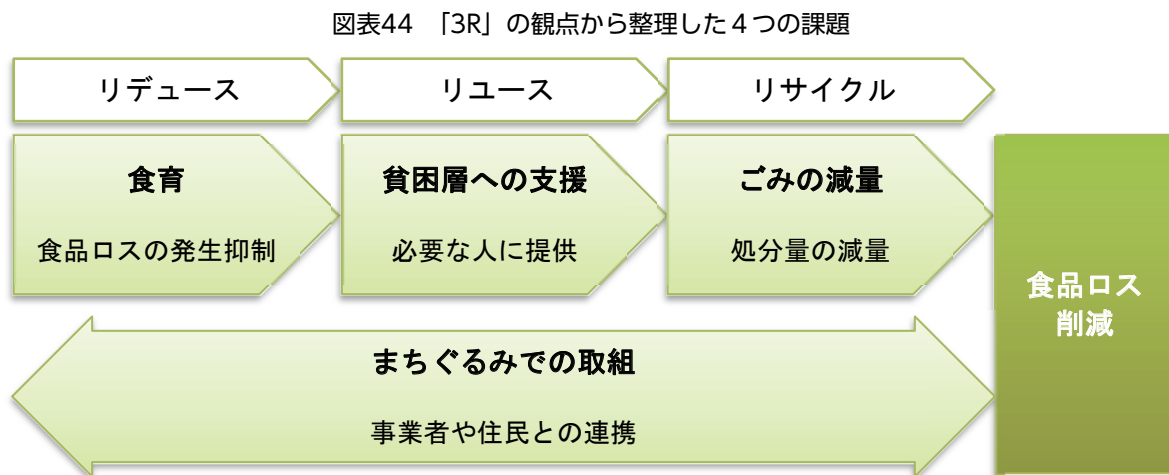 図表44 「3R」の観点から整理した４つの課題
リデュース
リユース
リサイクル
食育
食品ロスの発生抑制
貧困層への支援
必要な人に提供
ごみの減量
処分量の減量
まちぐるみでの取組
事業者や住民との連携
食品ロス
削減